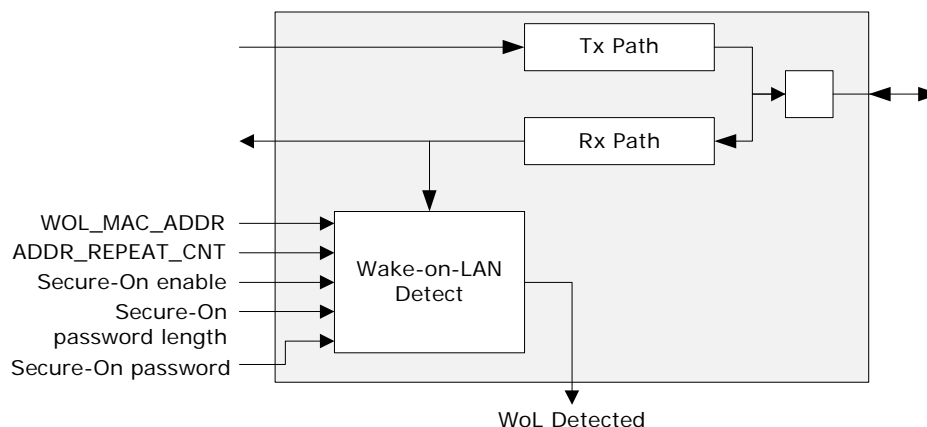 Tx Path
Rx Path
WOL_MAC_ADDR
ADDR_REPEAT_CNT
Secure-On enable
Secure-On
password length
Secure-On password
Wake-on-LAN
Detect
WoL Detected